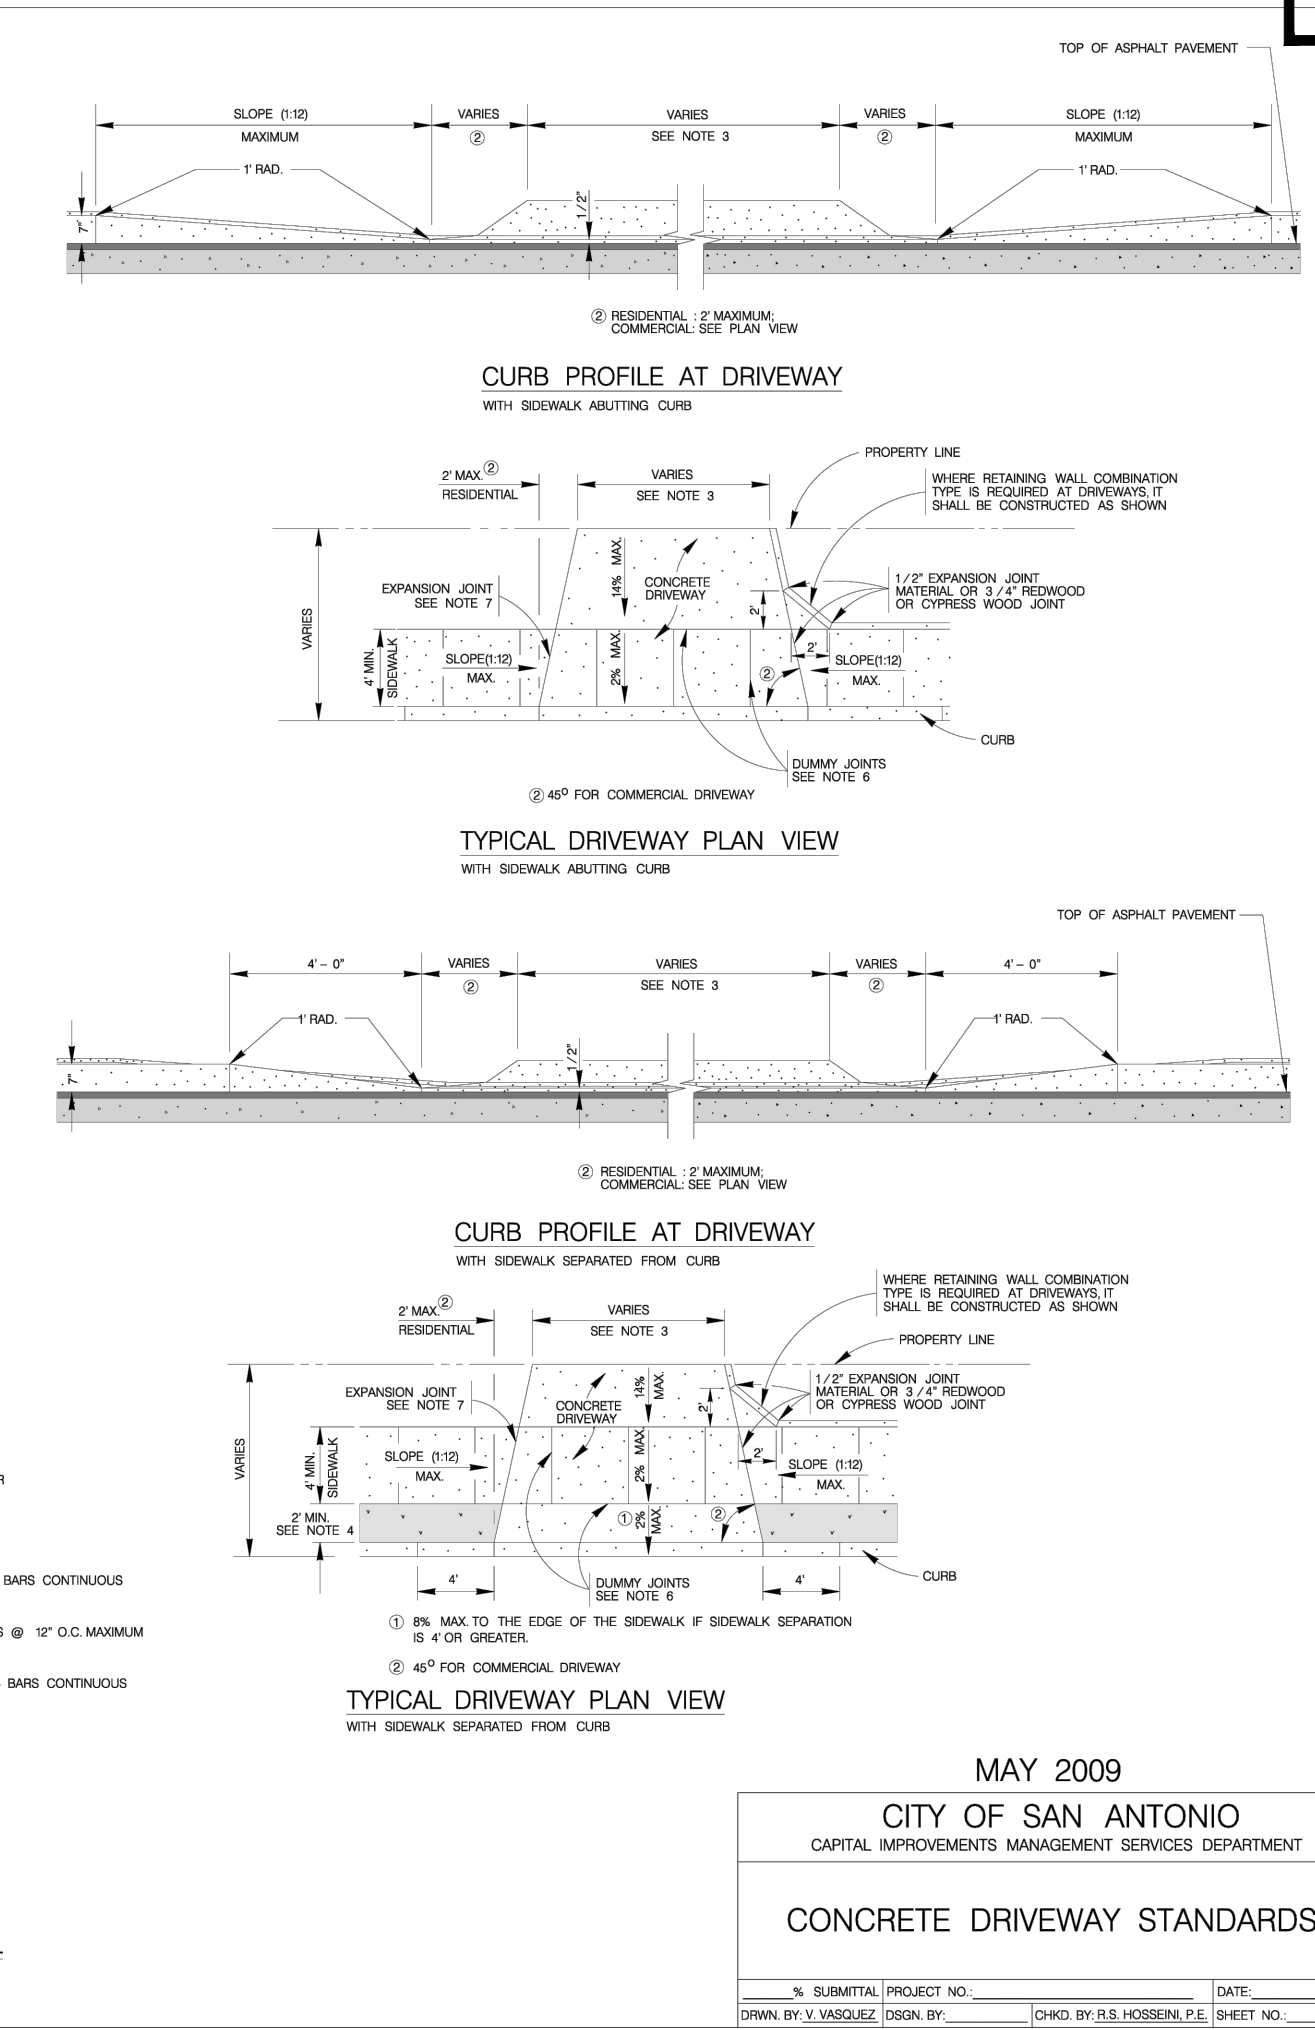 TOP OF ASPHALT PAVEMENT
SLOPE (1:12)
MAXIMUM
VARIES
②
VARIES
SEE NOTE 3
VARIES
②
SLOPE (1:12)
MAXIMUM
1' RAD.
1' RAD.
7"
1/2"
② RESIDENTIAL : 2' MAXIMUM;
COMMERCIAL: SEE PLAN VIEW
CURB PROFILE AT DRIVEWAY
WITH SIDEWALK ABUTTING CURB
PROPERTY LINE
2' MAX. ②
RESIDENTIAL
VARIES
SEE NOTE 3
WHERE RETAINING WALL COMBINATION
TYPE IS REQUIRED AT DRIVEWAYS, IT
SHALL BE CONSTRUCTED AS SHOWN
EXPANSION JOINT
SEE NOTE 7
14% MAX.
CONCRETE
DRIVEWAY
2'
1/2" EXPANSION JOINT
MATERIAL OR 3/4" REDWOOD
OR CYPRESS WOOD JOINT
VARIES
4' MIN.
SIDEWALK
SLOPE(1:12)
MAX.
2% MAX.
2'
②
SLOPE(1:12)
MAX.
CURB
DUMMY JOINTS
SEE NOTE 6
② 45° FOR COMMERCIAL DRIVEWAY
TYPICAL DRIVEWAY PLAN VIEW
WITH SIDEWALK ABUTTING CURB
TOP OF ASPHALT PAVEMENT
4' – 0"
VARIES
②
VARIES
SEE NOTE 3
VARIES
②
4' – 0"
1' RAD.
1' RAD.
7"
1/2"
② RESIDENTIAL : 2' MAXIMUM;
COMMERCIAL: SEE PLAN VIEW
CURB PROFILE AT DRIVEWAY
WITH SIDEWALK SEPARATED FROM CURB
WHERE RETAINING WALL COMBINATION
TYPE IS REQUIRED AT DRIVEWAYS, IT
SHALL BE CONSTRUCTED AS SHOWN
2' MAX. ②
RESIDENTIAL
VARIES
SEE NOTE 3
PROPERTY LINE
EXPANSION JOINT
SEE NOTE 7
CONCRETE
DRIVEWAY
14%
MAX.
2'
1/2" EXPANSION JOINT
MATERIAL OR 3/4" REDWOOD
OR CYPRESS WOOD JOINT
VARIES
4' MIN.
SIDEWALK
SLOPE (1:12)
MAX.
2% MAX.
2'
SLOPE (1:12)
MAX.
R
2' MIN.
SEE NOTE 4
①
2%
MAX.
②
4'
4'
CURB
DUMMY JOINTS
SEE NOTE 6
BARS CONTINUOUS
① 8% MAX. TO THE EDGE OF THE SIDEWALK IF SIDEWALK SEPARATION
IS 4' OR GREATER.
S @ 12" O.C. MAXIMUM
② 45° FOR COMMERCIAL DRIVEWAY
BARS CONTINUOUS
TYPICAL DRIVEWAY PLAN VIEW
WITH SIDEWALK SEPARATED FROM CURB
MAY 2009
CITY OF SAN ANTONIO
CAPITAL IMPROVEMENTS MANAGEMENT SERVICES DEPARTMENT
CONCRETE DRIVEWAY STANDARDS
% SUBMITTAL PROJECT NO.: DATE:
DRWN. BY: V. VASQUEZ DSGN. BY: CHKD. BY: R.S. HOSSEINI, P.E. SHEET NO.: